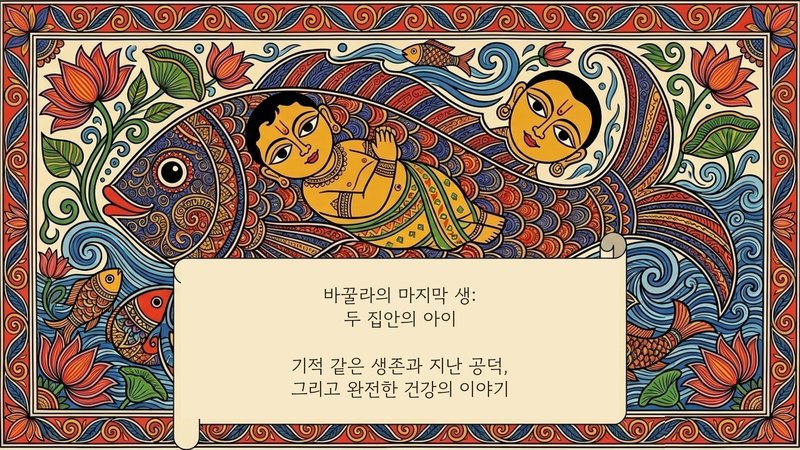 바꿀라의 마지막 생:
두 집안의 아이
기적 같은 생존과 지난 공덕,
그리고 완전한 건강의 이야기